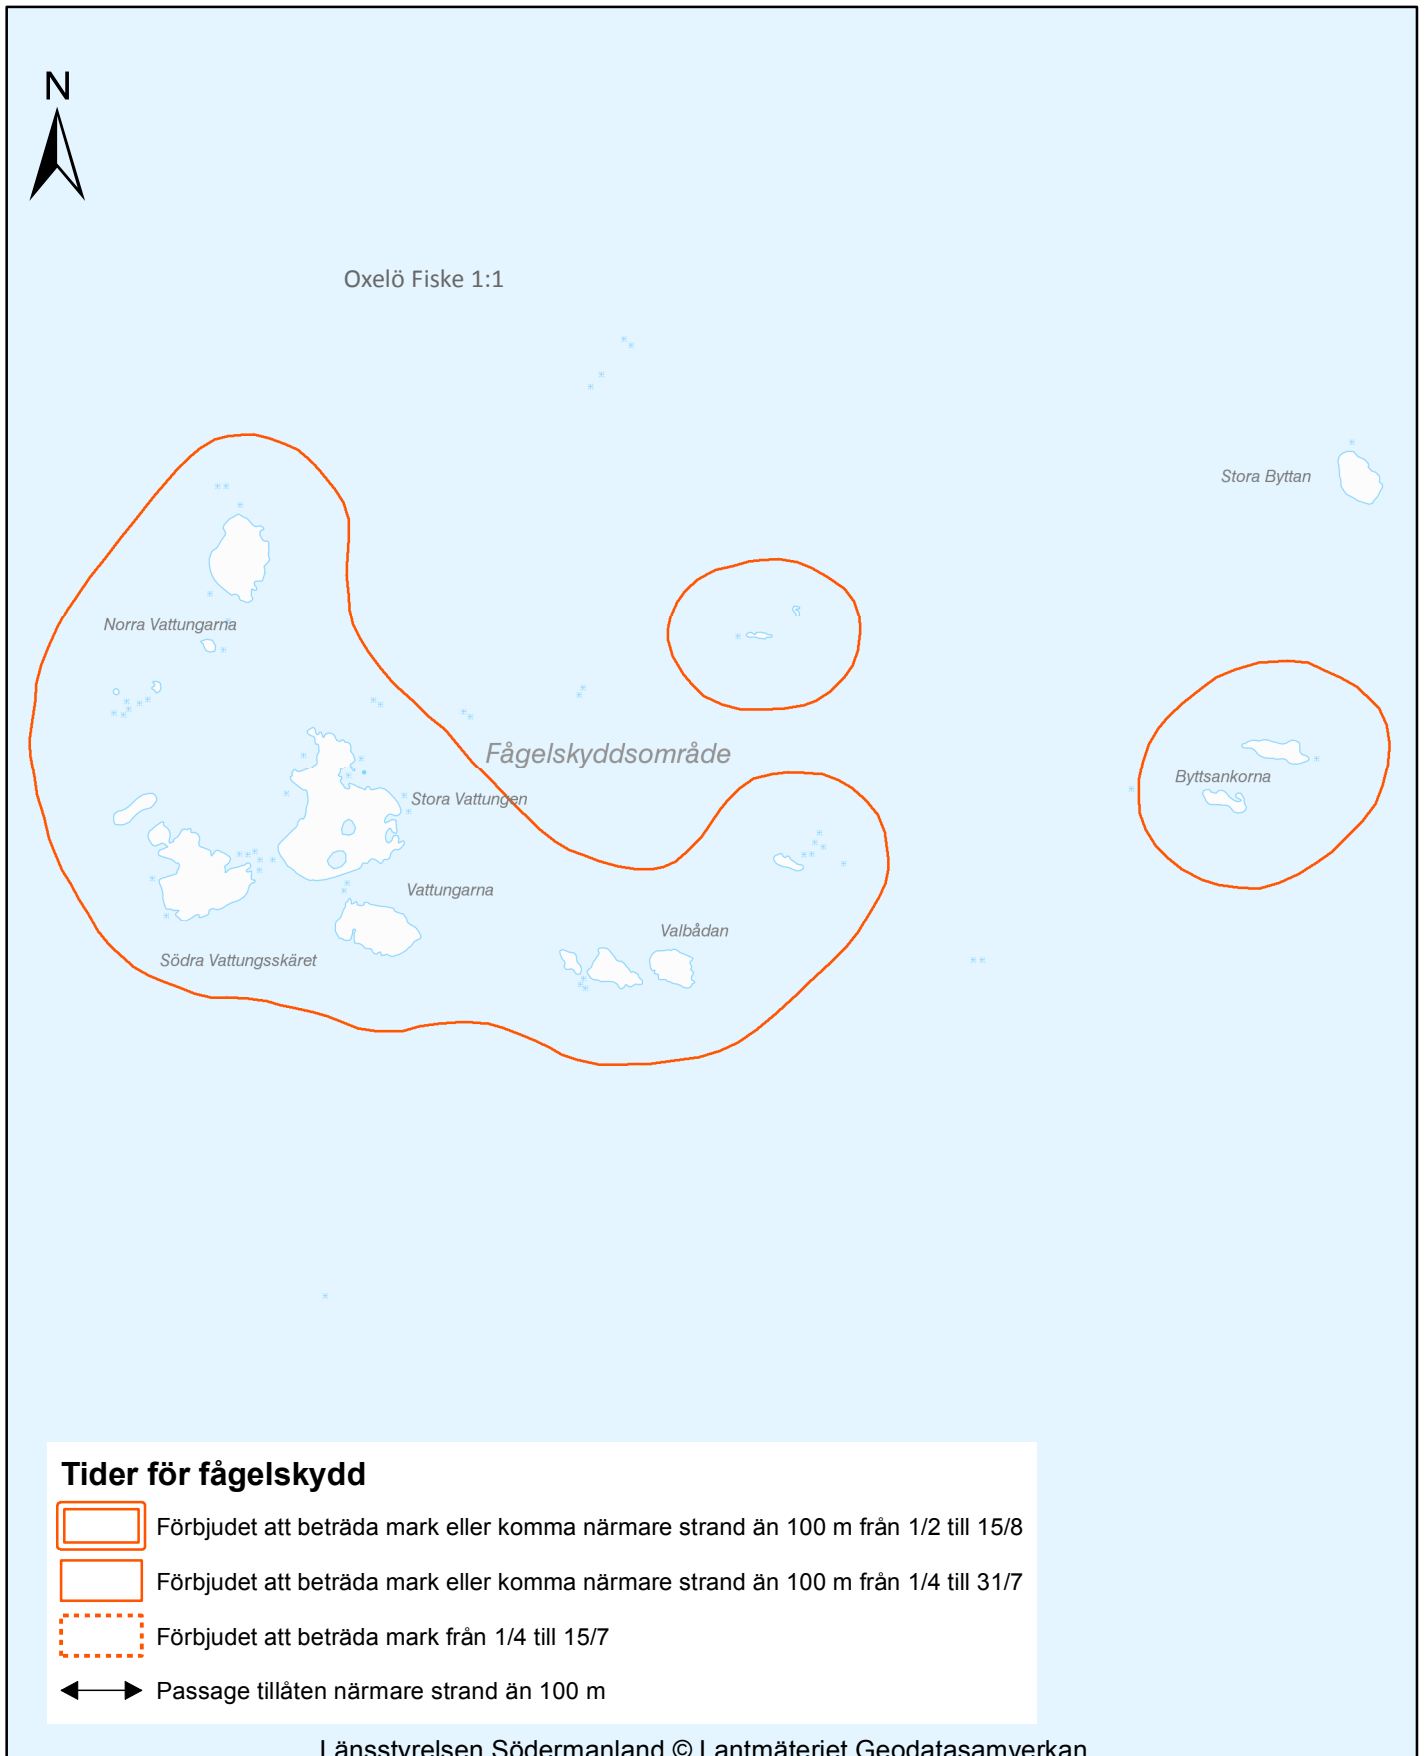 N
Oxelö Fiske 1:1
Stora Byttan
Norra Vattungarna
Fågelskyddsområde
Byttsankorna
Stora Vattungen
Vattungarna
Valbådan
Södra Vattungsskäret
Tider för fågelskydd
Förbjudet att beträda mark eller komma närmare strand än 100 m från 1/2 till 15/8
Förbjudet att beträda mark eller komma närmare strand än 100 m från 1/4 till 31/7
Förbjudet att beträda mark från 1/4 till 15/7
Passage tillåten närmare strand än 100 m
Länsstyrelsen Södermanland © Lantmäteriet Geodatasamverkan